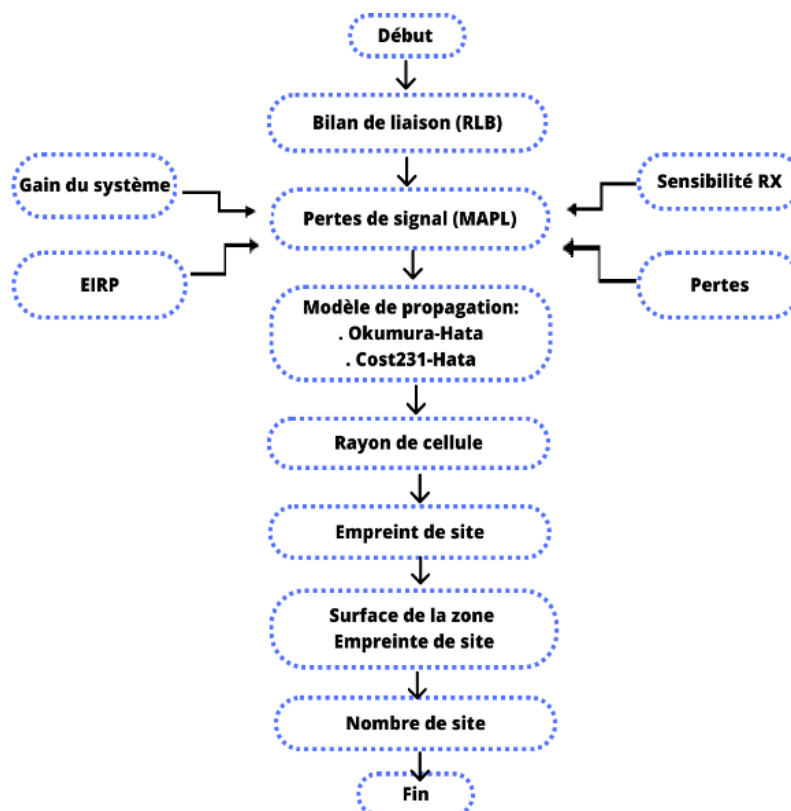 Début
Bilan de liaison (RLB)
Gain du système
Sensibilité RX
Pertes de signal (MAPL)
EIRP
Pertes
Modèle de propagation:
. Okumura-Hata
. Cost231-Hata
Rayon de cellule
Empreint de site
Surface de la zone
Empreinte de site
Nombre de site
Fin